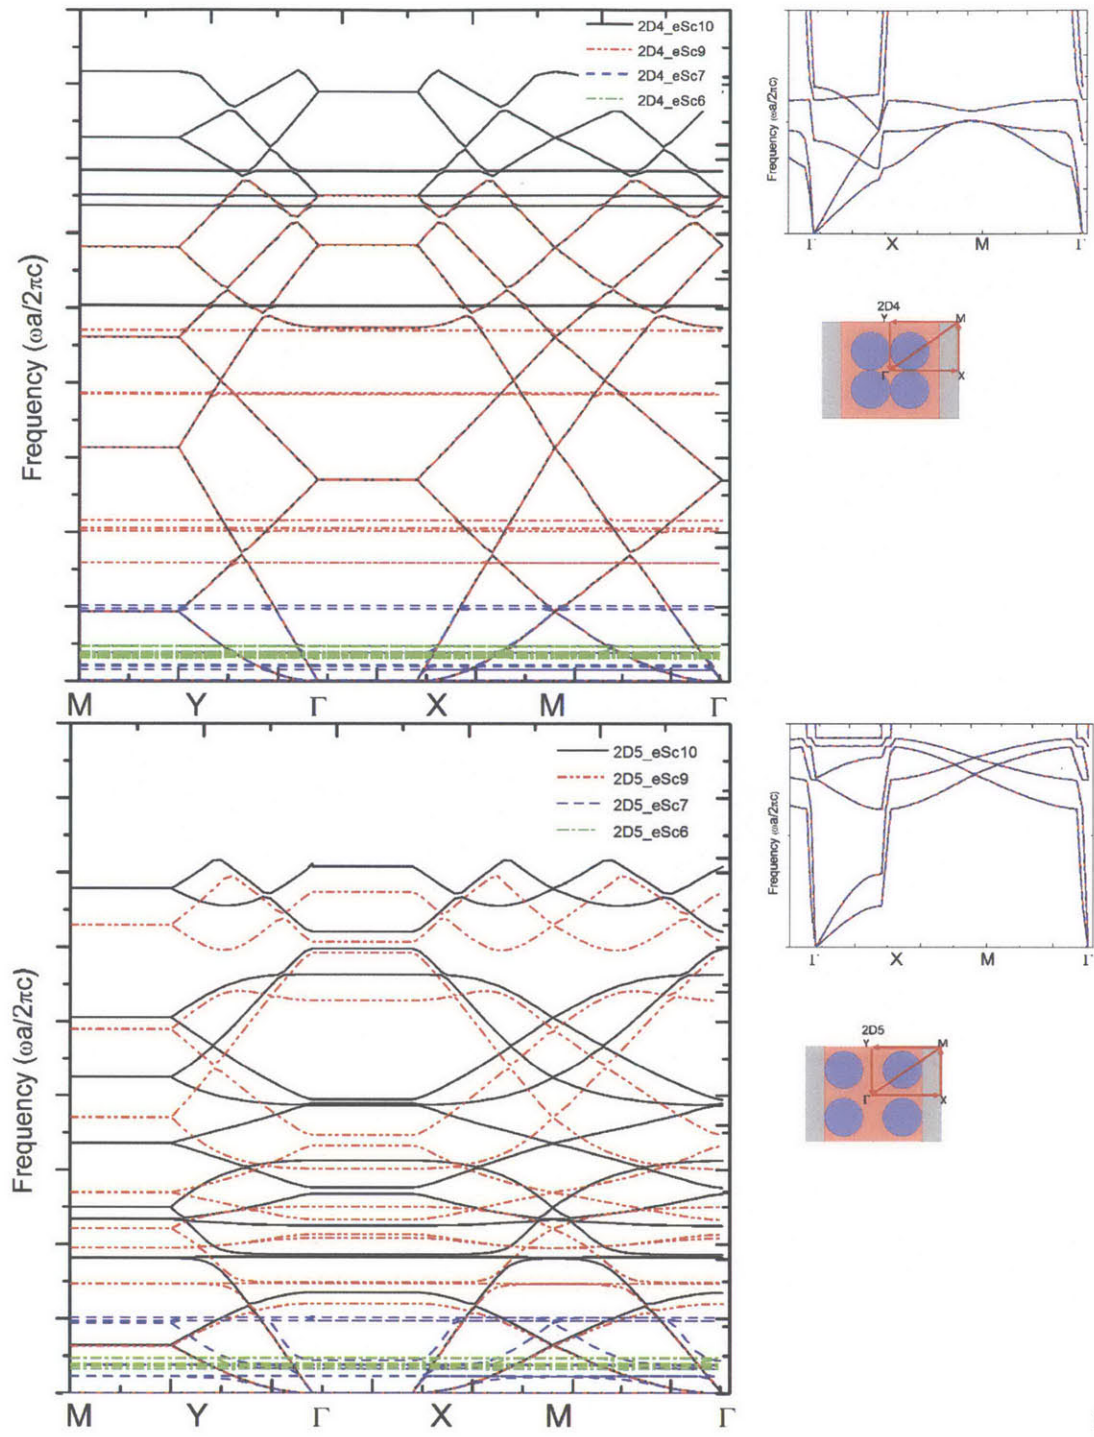 2D4_eSc10
2D4_eSc9
2D4_eSc7
2D4_eSc6
Frequency (ωa/2πc)
M Y Γ X M Γ
Frequency (ωa/2πc)
Γ X M Γ
2D4
Y M
Γ X
2D5_eSc10
2D5_eSc9
2D5_eSc7
2D5_eSc6
Frequency (ωa/2πc)
M Y Γ X M Γ
Frequency (ωa/2πc)
Γ X M Γ
2D5
Y M
Γ X